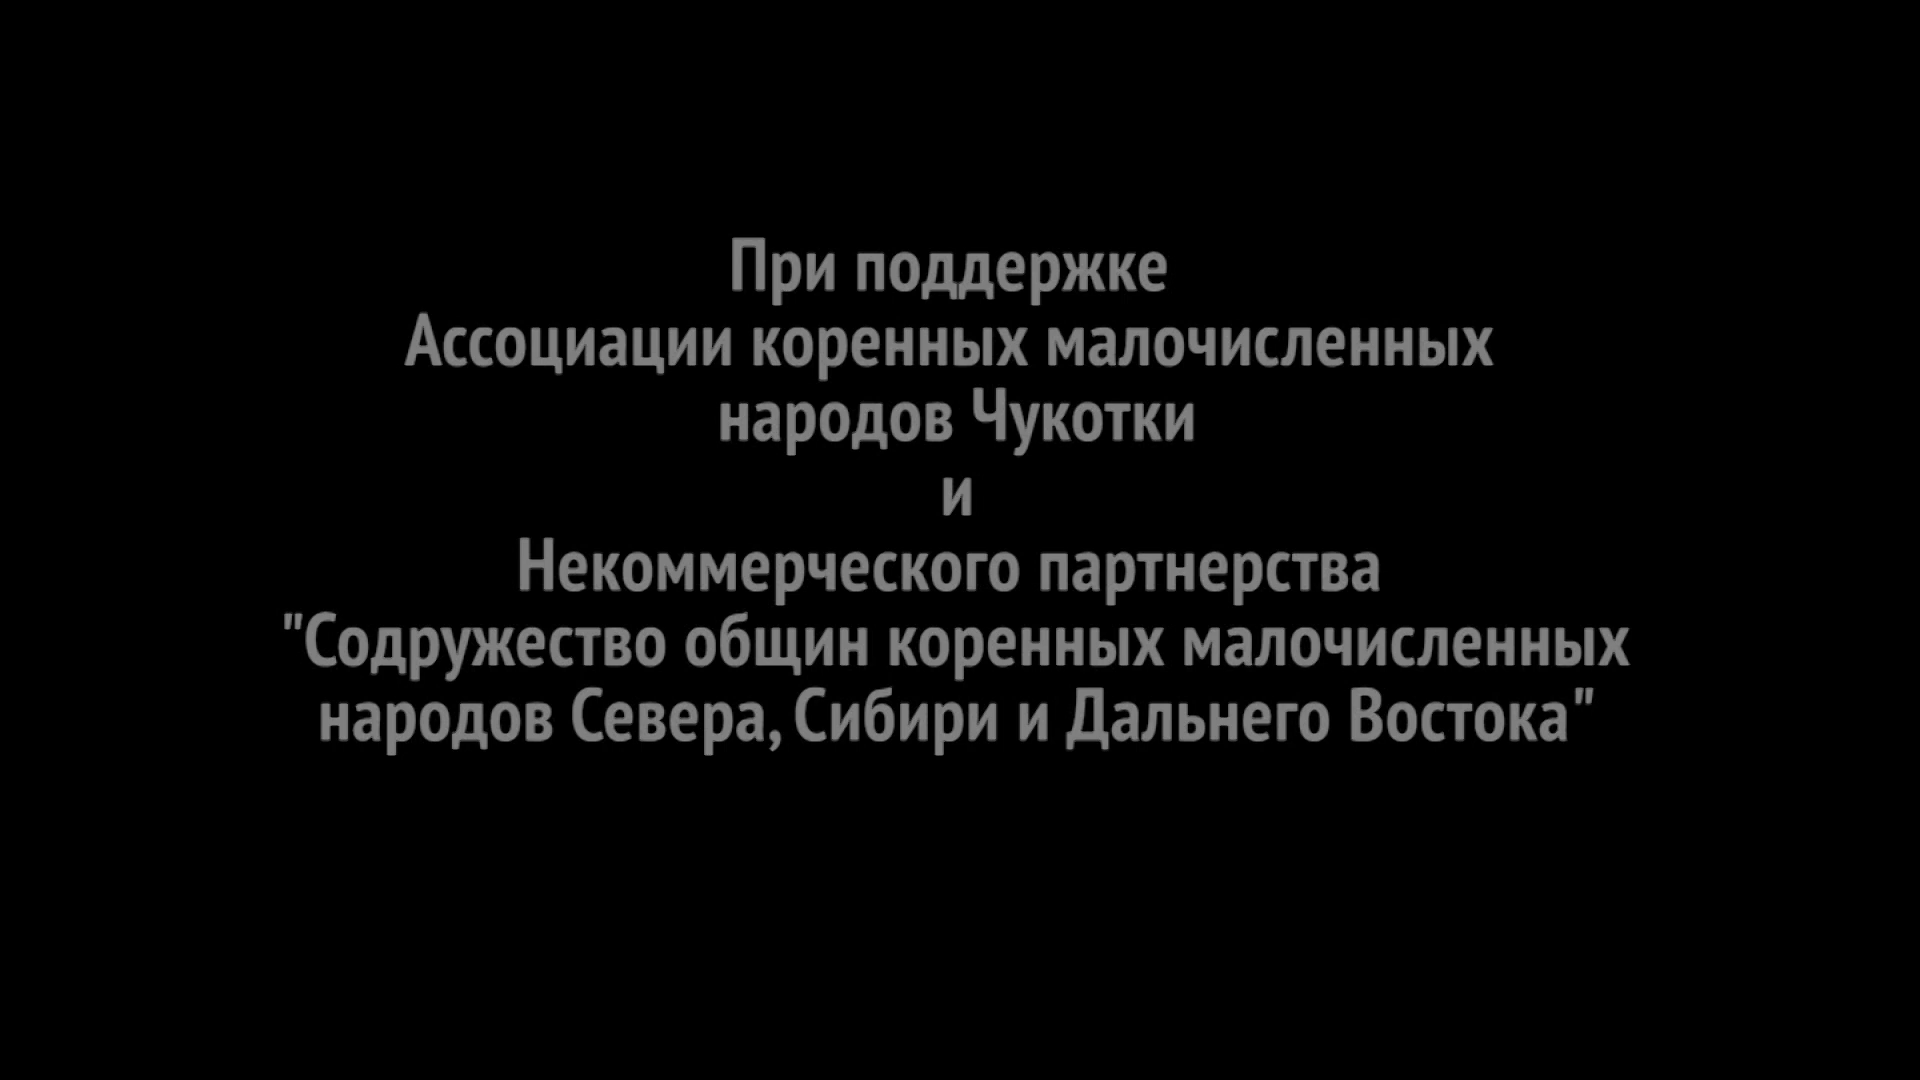 При поддержке
Ассоциации коренных малочисленных
народов Чукотки
и
Некоммерческого партнерства
"Содружество общин коренных малочисленных
народов Севера, Сибири и Дальнего Востока"